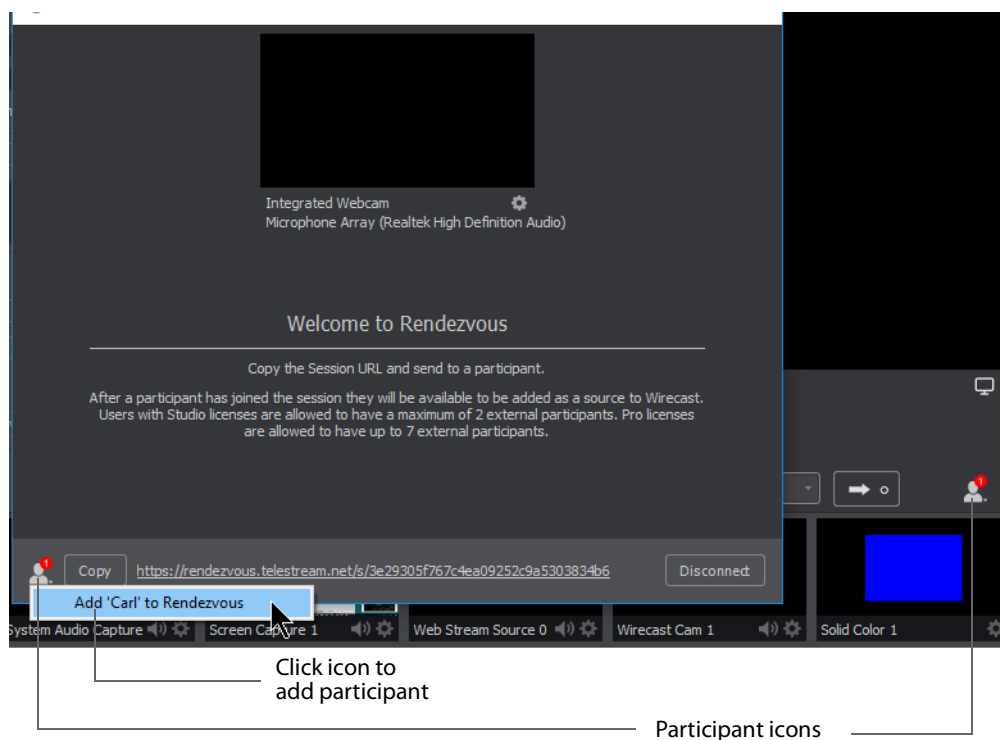 Integrated Webcam
Microphone Array (Realtek High Definition Audio)
Welcome to Rendezvous
Copy the Session URL and send to a participant.
After a participant has joined the session they will be available to be added as a source to Wirecast.
Users with Studio licenses are allowed to have a maximum of 2 external participants. Pro licenses
are allowed to have up to 7 external participants.
1
1
Copy
https://rendezvous.telestream.net/s/3e29305f767c4ea09252c9a5303834b6
Disconnect
Add 'Carl' to Rendezvous
System Audio Capture
Screen Capture 1
Web Stream Source 0
Wirecast Cam 1
Solid Color 1
Click icon to
add participant
Participant icons